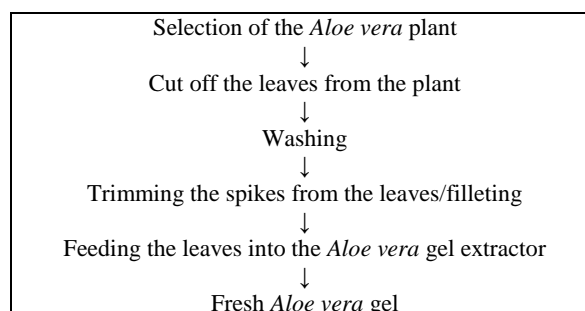 Selection of the Aloe vera plant
↓
Cut off the leaves from the plant
↓
Washing
↓
Trimming the spikes from the leaves/filleting
↓
Feeding the leaves into the Aloe vera gel extractor
↓
Fresh Aloe vera gel